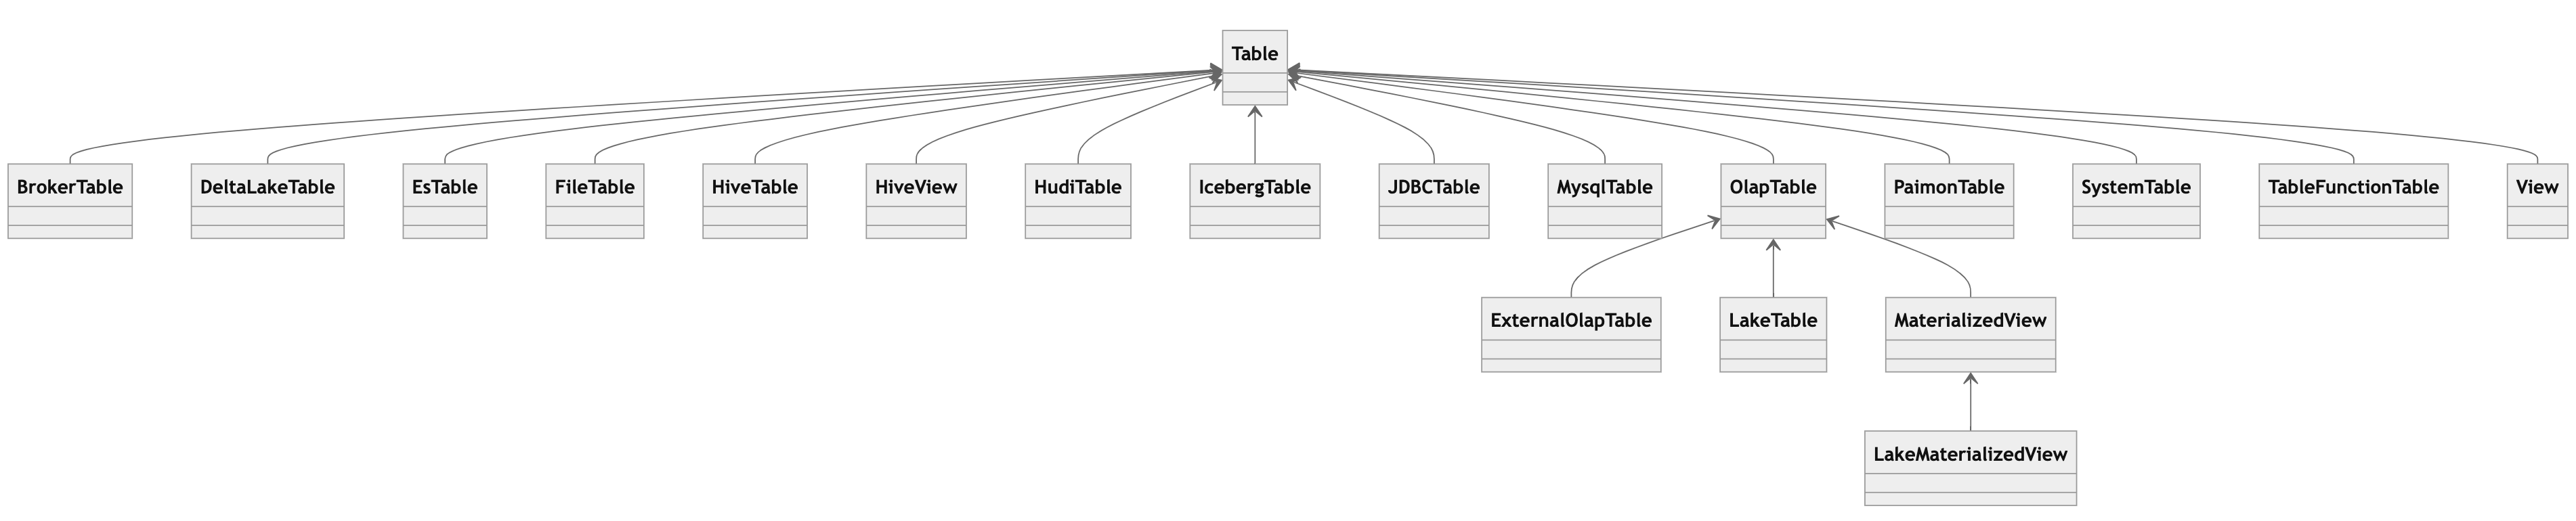 Table
BrokerTable
DeltaLakeTable
EsTable
FileTable
HiveTable
HiveView
HudiTable
IcebergTable
JDBCTable
MysqlTable
OlapTable
PaimonTable
SystemTable
TableFunctionTable
View
ExternalOlapTable
LakeTable
MaterializedView
LakeMaterializedView